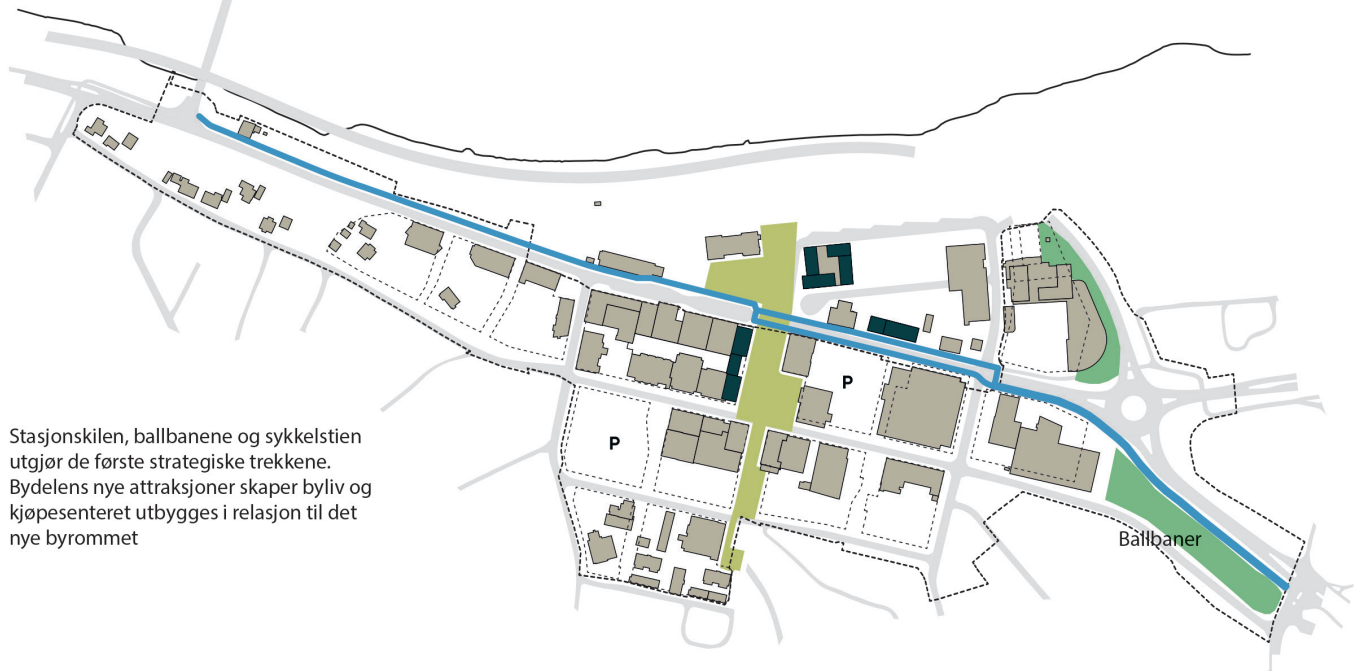 P
P
Stasjonskilen, ballbanene og sykkelstien
utgjør de første strategiske trekkene.
Bydelens nye attraksjoner skaper byliv og
kjøpesenteret utbygges i relasjon til det
nye byrommet
Ballbaner